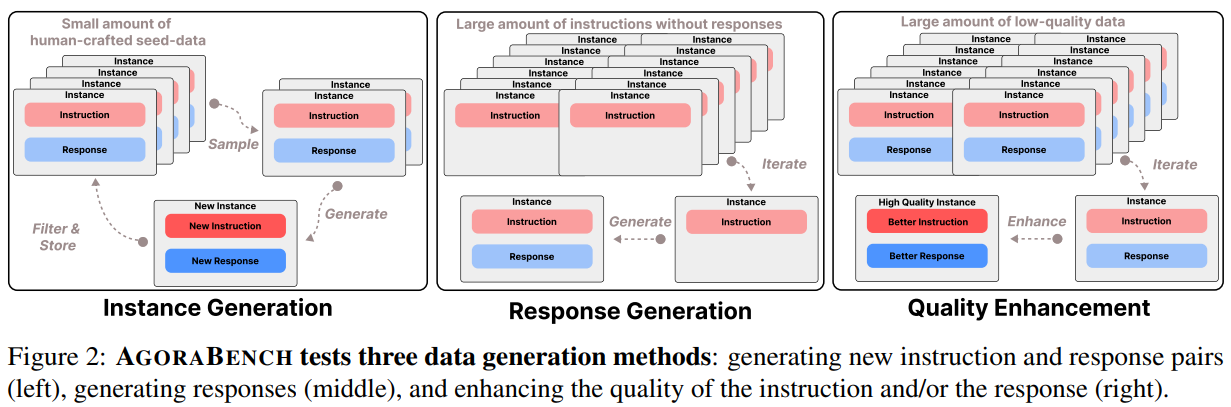 Small amount of
human-crafted seed-data
Instance
Instance
Instance
Instance
Instruction
Response
Sample
Instance
Instance
Instruction
Response
Generate
New Instance
New Instruction
New Response
Filter &
Store
Instance Generation
Large amount of instructions without responses
Instance
Instance
Instance
Instance
Instance
Instance
Instance
Instance
Instance
Instance
Instruction
Instruction
Iterate
Instance
Instruction
Generate
Instance
Instruction
Response
Response Generation
Large amount of low-quality data
Instance
Instance
Instance
Instance
Instance
Instance
Instance
Instance
Instance
Instance
Instruction
Instruction
Response
Response
Iterate
Instance
Instruction
Response
Enhance
High Quality Instance
Better Instruction
Better Response
Quality Enhancement
Figure 2: AGORABENCH tests three data generation methods: generating new instruction and response pairs
(left), generating responses (middle), and enhancing the quality of the instruction and/or the response (right).